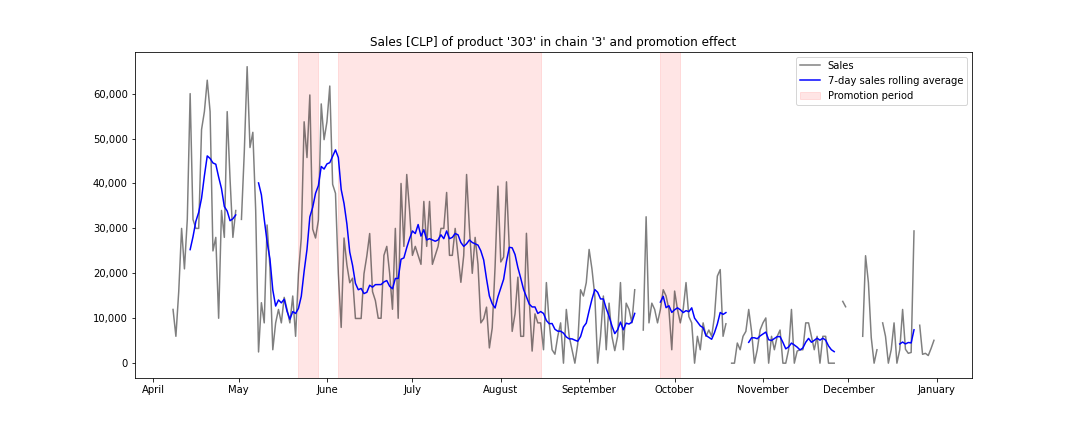 Sales [CLP] of product '303' in chain '3' and promotion effect
Sales
7-day sales rolling average
Promotion period
60,000
50,000
40,000
30,000
20,000
10,000
0
April May June July August September October November December January